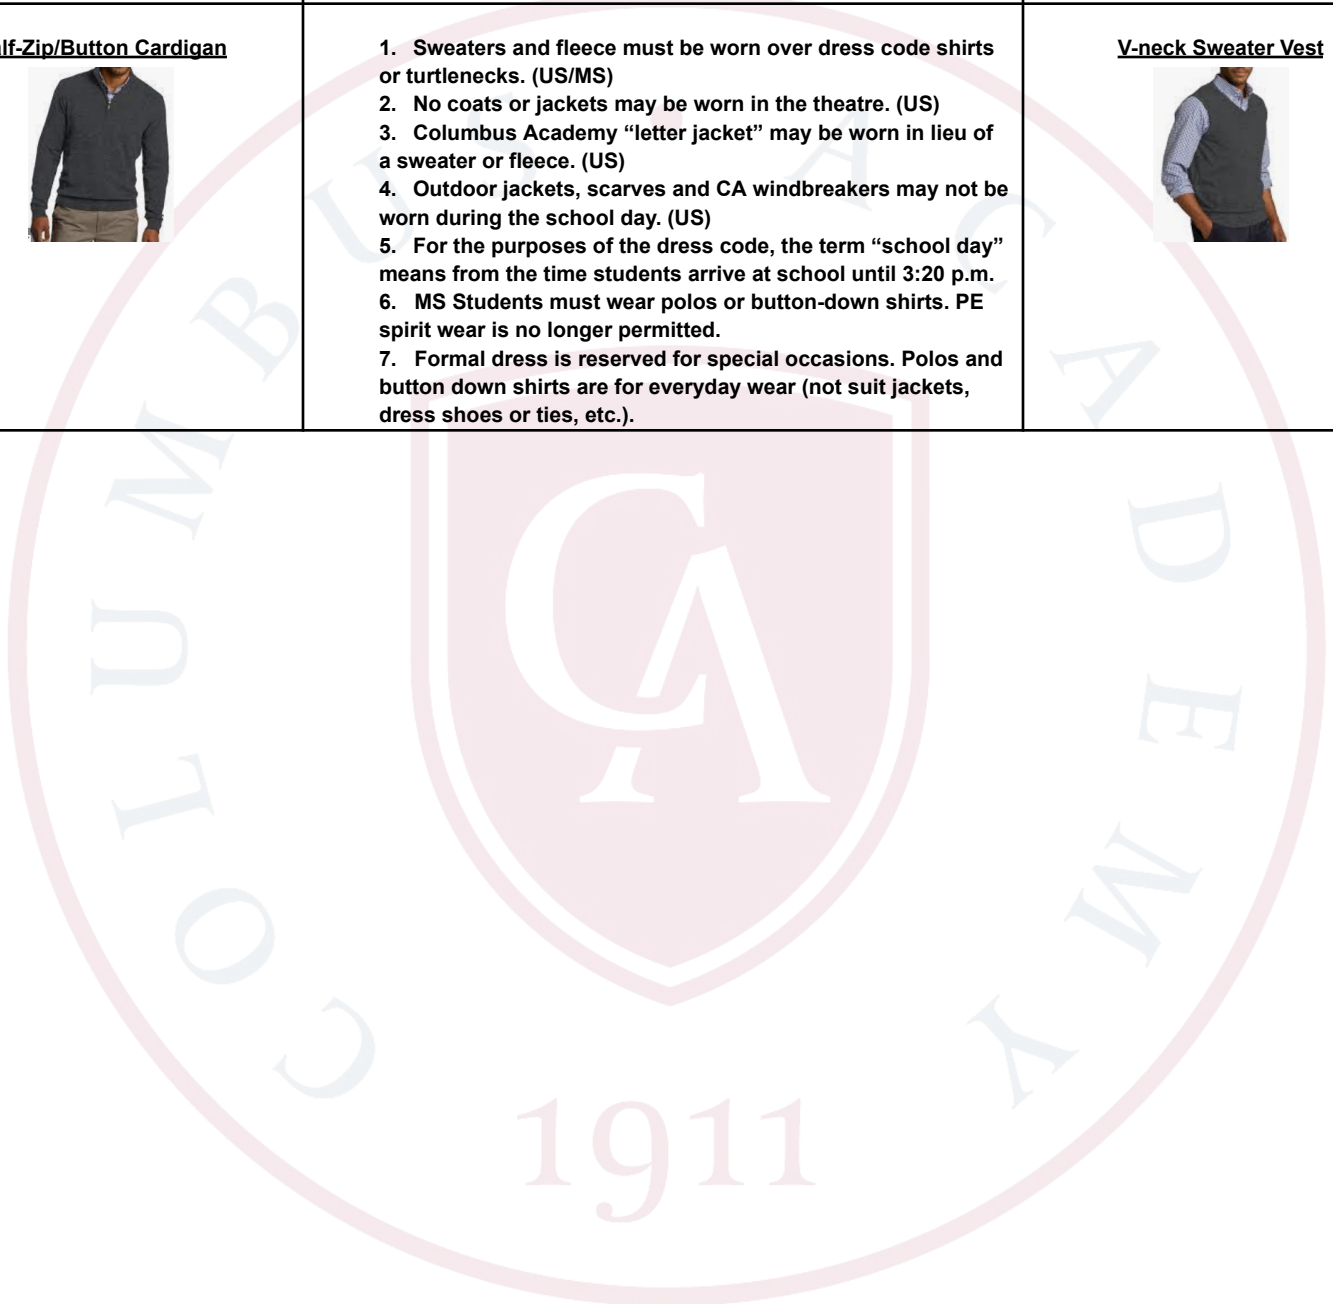 lf-Zip/Button Cardigan
1. Sweaters and fleece must be worn over dress code shirts
or turtlenecks. (US/MS)
2. No coats or jackets may be worn in the theatre. (US)
3. Columbus Academy “letter jacket” may be worn in lieu of
a sweater or fleece. (US)
4. Outdoor jackets, scarves and CA windbreakers may not be
worn during the school day. (US)
5. For the purposes of the dress code, the term “school day”
means from the time students arrive at school until 3:20 p.m.
6. MS Students must wear polos or button-down shirts. PE
spirit wear is no longer permitted.
7. Formal dress is reserved for special occasions. Polos and
button down shirts are for everyday wear (not suit jackets,
dress shoes or ties, etc.).
V-neck Sweater Vest
COLUMBUS ACADEMY
CA
1911